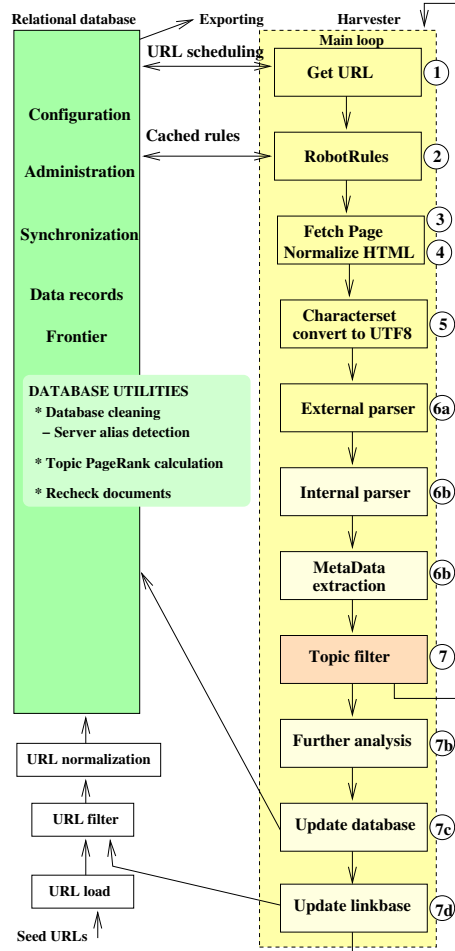 Relational database
Exporting
Harvester
URL scheduling
Main loop
Get URL
1
Configuration
Cached rules
RobotRules
2
Administration
3
Synchronization
Fetch Page
Normalize HTML
4
Data records
Characterset
convert to UTF8
5
Frontier
DATABASE UTILITIES
* Database cleaning
– Server alias detection
* Topic PageRank calculation
* Recheck documents
External parser
6a
Internal parser
6b
MetaData
extraction
6b
Topic filter
7
Further analysis
7b
URL normalization
URL filter
Update database
7c
URL load
Update linkbase
7d
Seed URLs